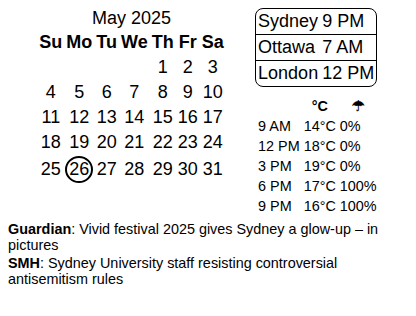 May 2025
Su Mo Tu We Th Fr Sa
1 2 3
4 5 6 7 8 9 10
11 12 13 14 15 16 17
18 19 20 21 22 23 24
25 26 27 28 29 30 31
Sydney 9 PM
Ottawa 7 AM
London 12 PM
°C ☂
9 AM 14°C 0%
12 PM 18°C 0%
3 PM 19°C 0%
6 PM 17°C 100%
9 PM 16°C 100%
Guardian: Vivid festival 2025 gives Sydney a glow-up – in
pictures
SMH: Sydney University staff resisting controversial
antisemitism rules